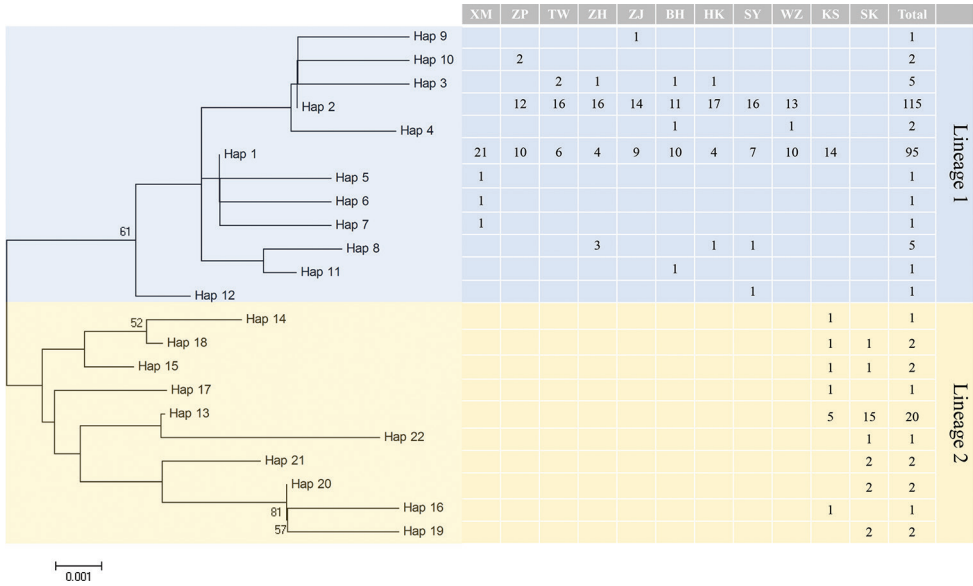 XM ZP TW ZH ZJ BH HK SY WZ KS SK Total
Hap 9 1 1
Hap 10 2 2
Hap 3 2 1 1 1 5
Hap 2 12 16 16 14 11 17 16 13 115
Hap 4 1 1 2
Hap 1 21 10 6 4 9 10 4 7 10 14 95
Hap 5 1 1
Hap 6 1 1
Hap 7 1 1
61
Hap 8 3 1 1 5
Hap 11 1 1
Hap 12 1 1
Lineage 1
52
Hap 14 1 1
Hap 18 1 1 2
Hap 15 1 1 2
Hap 17 1 1
Hap 13 5 15 20
Hap 22 1 1
Hap 21 2 2
Hap 20 2 2
81
Hap 16 1 1
57
Hap 19 2 2
Lineage 2
0.001